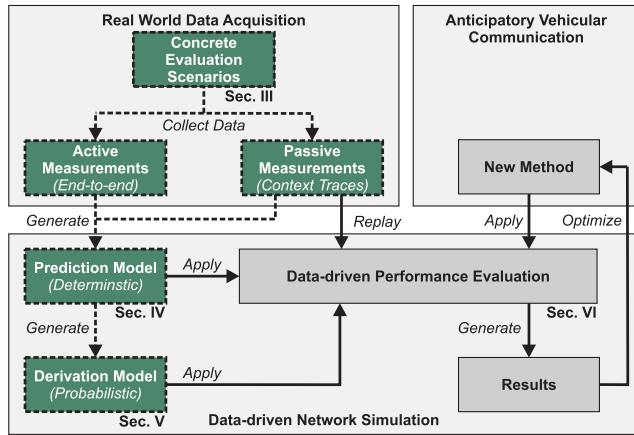 Real World Data Acquisition
Anticipatory Vehicular
Communication
Concrete
Evaluation
Scenarios
Sec. III
Collect Data
Active
Measurements
(End-to-end)
Passive
Measurements
(Context Traces)
New Method
Generate
Replay
Apply
Optimize
Prediction Model
(Determinstic)
Apply
Data-driven Performance Evaluation
Sec. IV
Sec. VI
Generate
Generate
Derivation Model
(Probabilistic)
Apply
Results
Sec. V
Data-driven Network Simulation